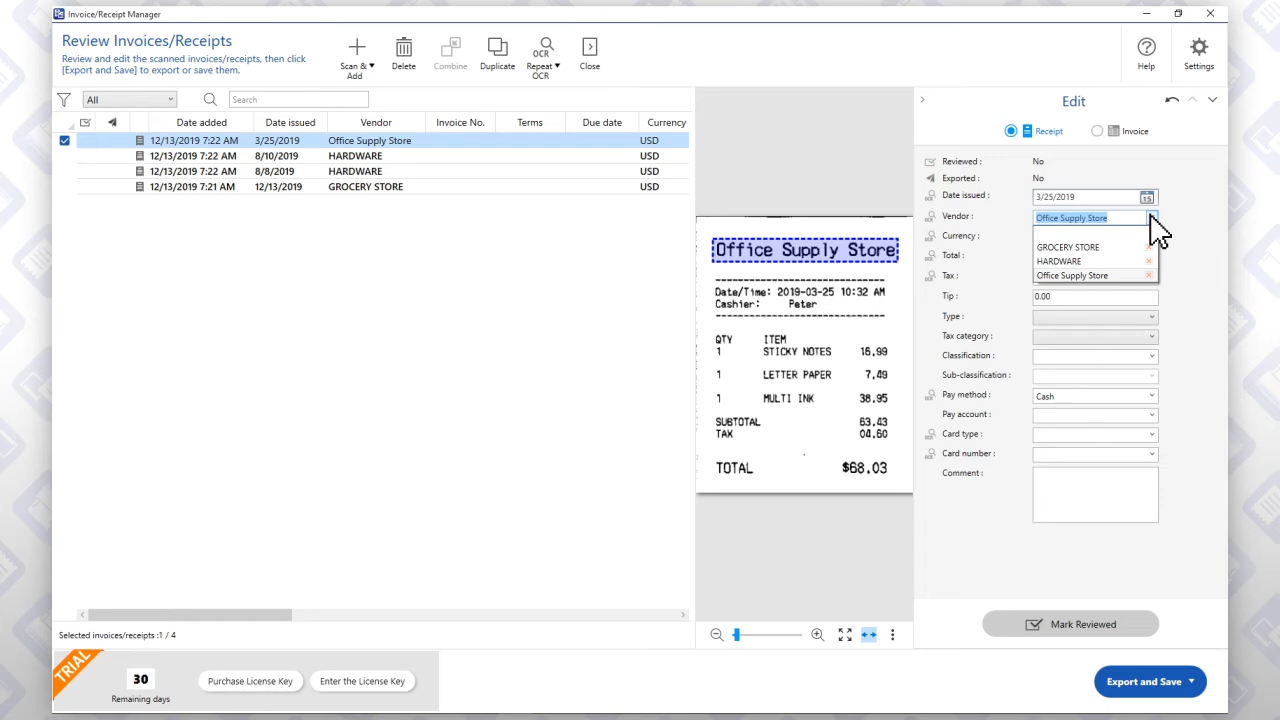 Invoice/Receipt Manager
Review Invoices/Receipts
Review and edit the scanned invoices/receipts, then click
[Export and Save] to export or save them.
Scan & Add
Delete
Combine
Duplicate
OCR
Repeat OCR
Close
Help
Settings
All
Search
Date added Date issued Vendor Invoice No. Terms Due date Currency
12/13/2019 7:22 AM 3/25/2019 Office Supply Store USD
12/13/2019 7:22 AM 8/10/2019 HARDWARE USD
12/13/2019 7:22 AM 8/8/2019 HARDWARE USD
12/13/2019 7:21 AM 12/13/2019 GROCERY STORE USD
Selected invoices/receipts :1 / 4
Office Supply Store
Date/Time: 2019-03-25 10:32 AM
Cashier: Peter
QTY ITEM
1 STICKY NOTES 16.99
1 LETTER PAPER 7.49
1 MULTI INK 38.95
SUBTOTAL 63.43
TAX 04.60
TOTAL $68.03
Edit
Receipt Invoice
Reviewed : No
Exported : No
Date issued : 3/25/2019 15
Vendor : Office Supply Store
GROCERY STORE
HARDWARE
Office Supply Store
Currency :
Total :
Tax :
Tip : 0.00
Type :
Tax category :
Classification :
Sub-classification :
Pay method : Cash
Pay account :
Card type :
Card number :
Comment :
Mark Reviewed
TRIAL
30
Remaining days
Purchase License Key
Enter the License Key
Export and Save